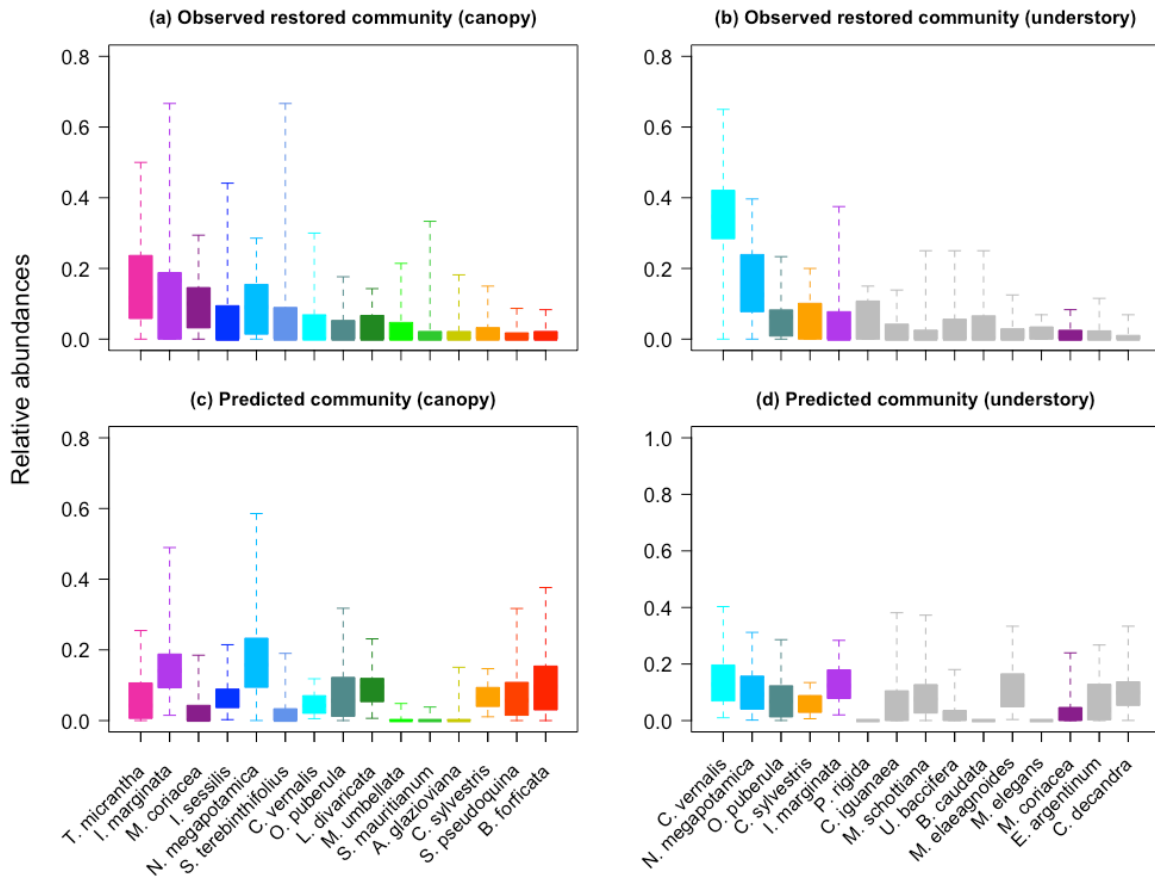 (a) Observed restored community (canopy)
(b) Observed restored community (understory)
0.8
0.6
0.4
0.2
0.0
0.8
0.6
0.4
0.2
0.0
Relative abundances
(c) Predicted community (canopy)
(d) Predicted community (understory)
0.8
0.6
0.4
0.2
0.0
1.0
0.8
0.6
0.4
0.2
0.0
T. micrantha
I. marginata
M. coriacea
I. sessilis
N. megapotamica
S. terebinthifolius
C. vernalis
O. puberula
L. divaricata
M. umbellata
S. mauritianum
A. glazioviana
C. sylvestris
S. pseudoquina
B. forficata
C. vernalis
N. megapotamica
O. puberula
C. sylvestris
I. marginata
P. rigida
C. iguanaea
M. schottiana
U. baccifera
B. caudata
M. elaeagnoides
M. elegans
M. coriacea
E. argentinum
C. decandra